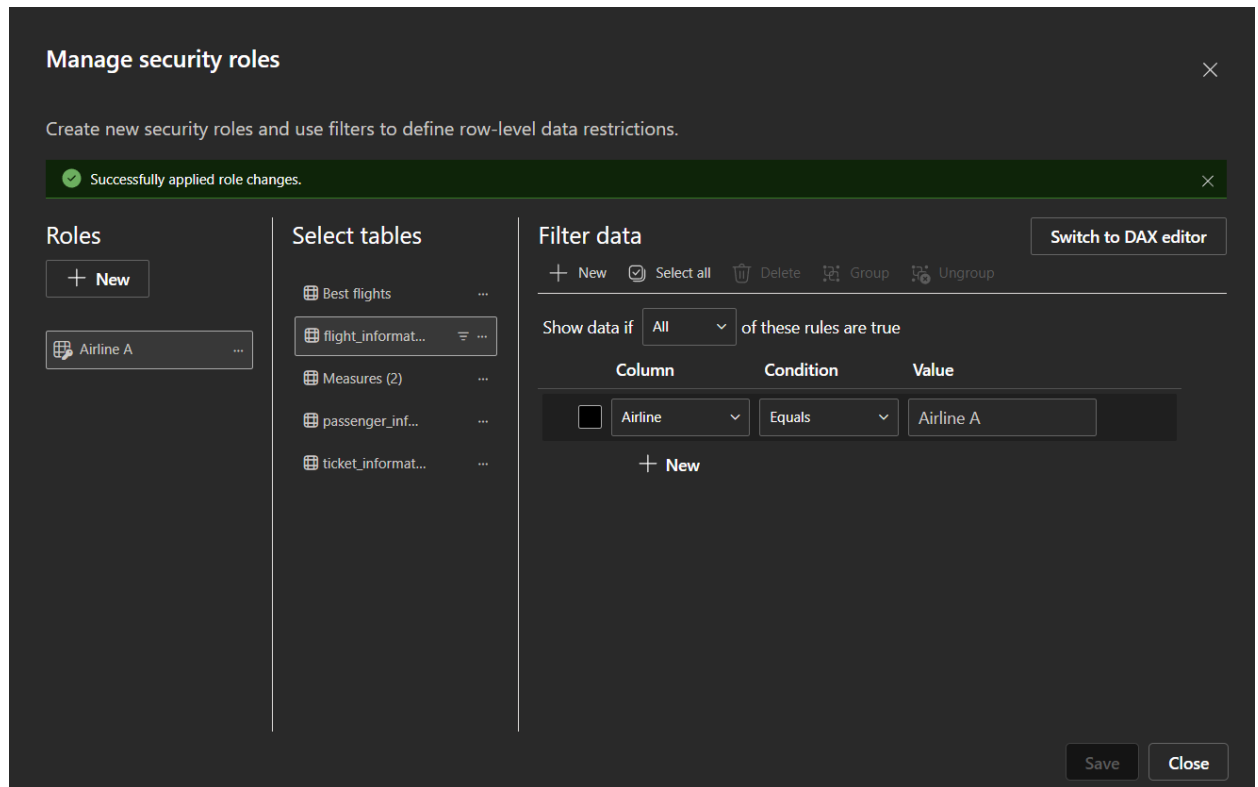 Manage security roles
Create new security roles and use filters to define row-level data restrictions.
Successfully applied role changes.
Roles
New
Airline A
...
Select tables
Best flights ...
flight_informat... ...
Measures (2) ...
passenger_inf... ...
ticket_informat... ...
Filter data
Switch to DAX editor
New Select all Delete Group Ungroup
Show data if All of these rules are true
Column Condition Value
Airline Equals Airline A
New
Save Close